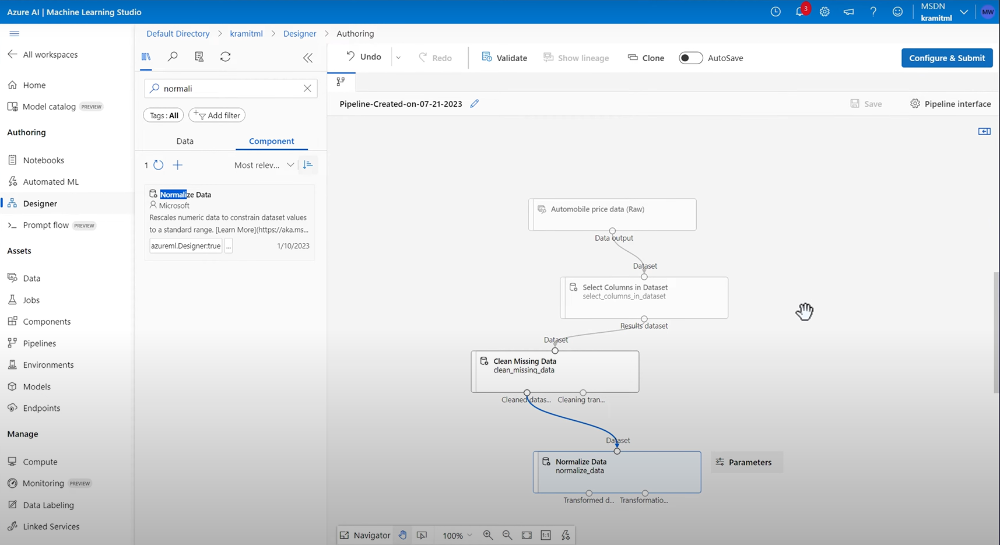 Azure AI | Machine Learning Studio
3
MSDN
kramitml
MW
All workspaces
Home
Model catalog PREVIEW
Authoring
Notebooks
Automated ML
Designer
Prompt flow PREVIEW
Assets
Data
Jobs
Components
Pipelines
Environments
Models
Endpoints
Manage
Compute
Monitoring PREVIEW
Data Labeling
Linked Services
Default Directory > kramitml > Designer > Authoring
normali
Tags : All
Add filter
Data
Component
1
Most relev...
Normalize Data
Microsoft
Rescales numeric data to constrain dataset values
to a standard range. [Learn More](https://aka.ms...
azureml.Designer:true
...
1/10/2023
Undo
Redo
Validate
Show lineage
Clone
AutoSave
Configure & Submit
Pipeline-Created-on-07-21-2023
Save
Pipeline interface
Automobile price data (Raw)
Data output
Dataset
Select Columns in Dataset
select_columns_in_dataset
Results dataset
Dataset
Clean Missing Data
clean_missing_data
Cleaned datas...
Cleaning tran...
Dataset
Normalize Data
normalize_data
Parameters
Transformed d...
Transformatio...
Navigator
100%
1:1